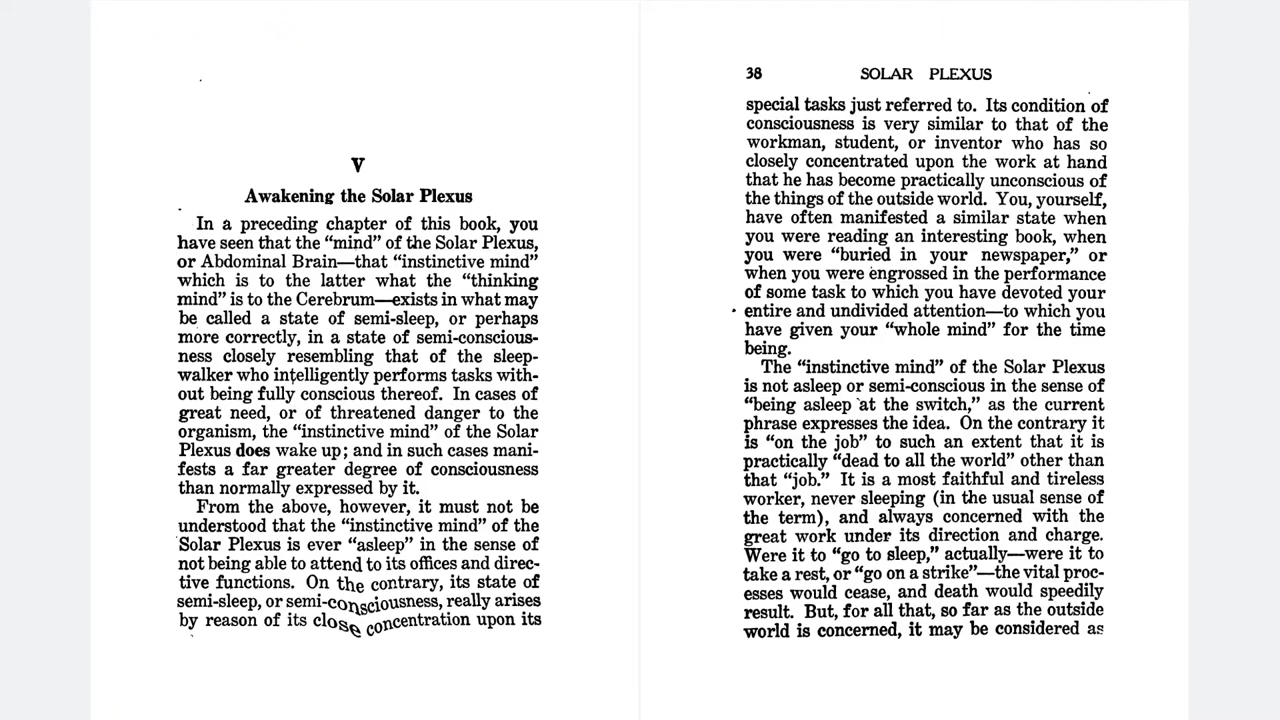 V
Awakening the Solar Plexus
In a preceding chapter of this book, you
have seen that the “mind” of the Solar Plexus,
or Abdominal Brain—that “instinctive mind”
which is to the latter what the “thinking
mind” is to the Cerebrum—exists in what may
be called a state of semi-sleep, or perhaps
more correctly, in a state of semi-conscious-
ness closely resembling that of the sleep-
walker who intelligently performs tasks with-
out being fully conscious thereof. In cases of
great need, or of threatened danger to the
organism, the “instinctive mind” of the Solar
Plexus does wake up; and in such cases mani-
fests a far greater degree of consciousness
than normally expressed by it.
From the above, however, it must not be
understood that the “instinctive mind” of the
Solar Plexus is ever “asleep” in the sense of
not being able to attend to its offices and direc-
tive functions. On the contrary, its state of
semi-sleep, or semi-consciousness, really arises
by reason of its close concentration upon its
38 SOLAR PLEXUS
special tasks just referred to. Its condition of
consciousness is very similar to that of the
workman, student, or inventor who has so
closely concentrated upon the work at hand
that he has become practically unconscious of
the things of the outside world. You, yourself,
have often manifested a similar state when
you were reading an interesting book, when
you were “buried in your newspaper,” or
when you were engrossed in the performance
of some task to which you have devoted your
entire and undivided attention—to which you
have given your “whole mind” for the time
being.
The “instinctive mind” of the Solar Plexus
is not asleep or semi-conscious in the sense of
“being asleep at the switch,” as the current
phrase expresses the idea. On the contrary it
is “on the job” to such an extent that it is
practically “dead to all the world” other than
that “job.” It is a most faithful and tireless
worker, never sleeping (in the usual sense of
the term), and always concerned with the
great work under its direction and charge.
Were it to “go to sleep,” actually—were it to
take a rest, or “go on a strike”—the vital proc-
esses would cease, and death would speedily
result. But, for all that, so far as the outside
world is concerned, it may be considered as